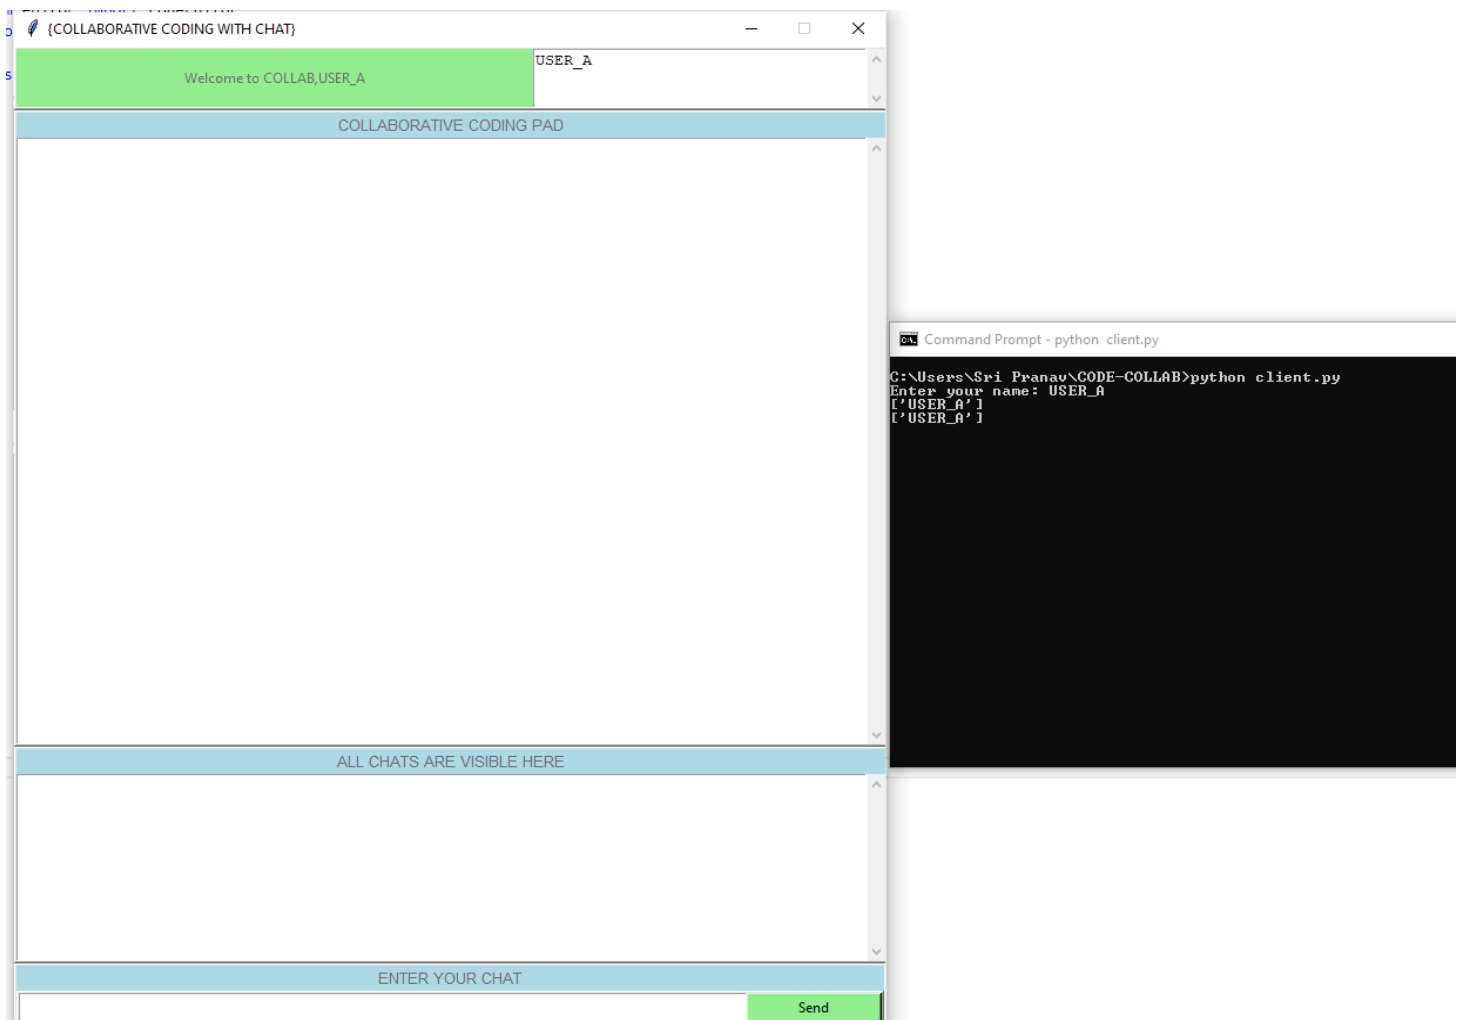 {COLLABORATIVE CODING WITH CHAT}
Welcome to COLLAB,USER_A
USER_A
COLLABORATIVE CODING PAD
ALL CHATS ARE VISIBLE HERE
ENTER YOUR CHAT
Send
Command Prompt - python  client.py
C:\Users\Sri Pranav\CODE-COLLAB>python client.py
Enter your name: USER_A
['USER_A']
['USER_A']